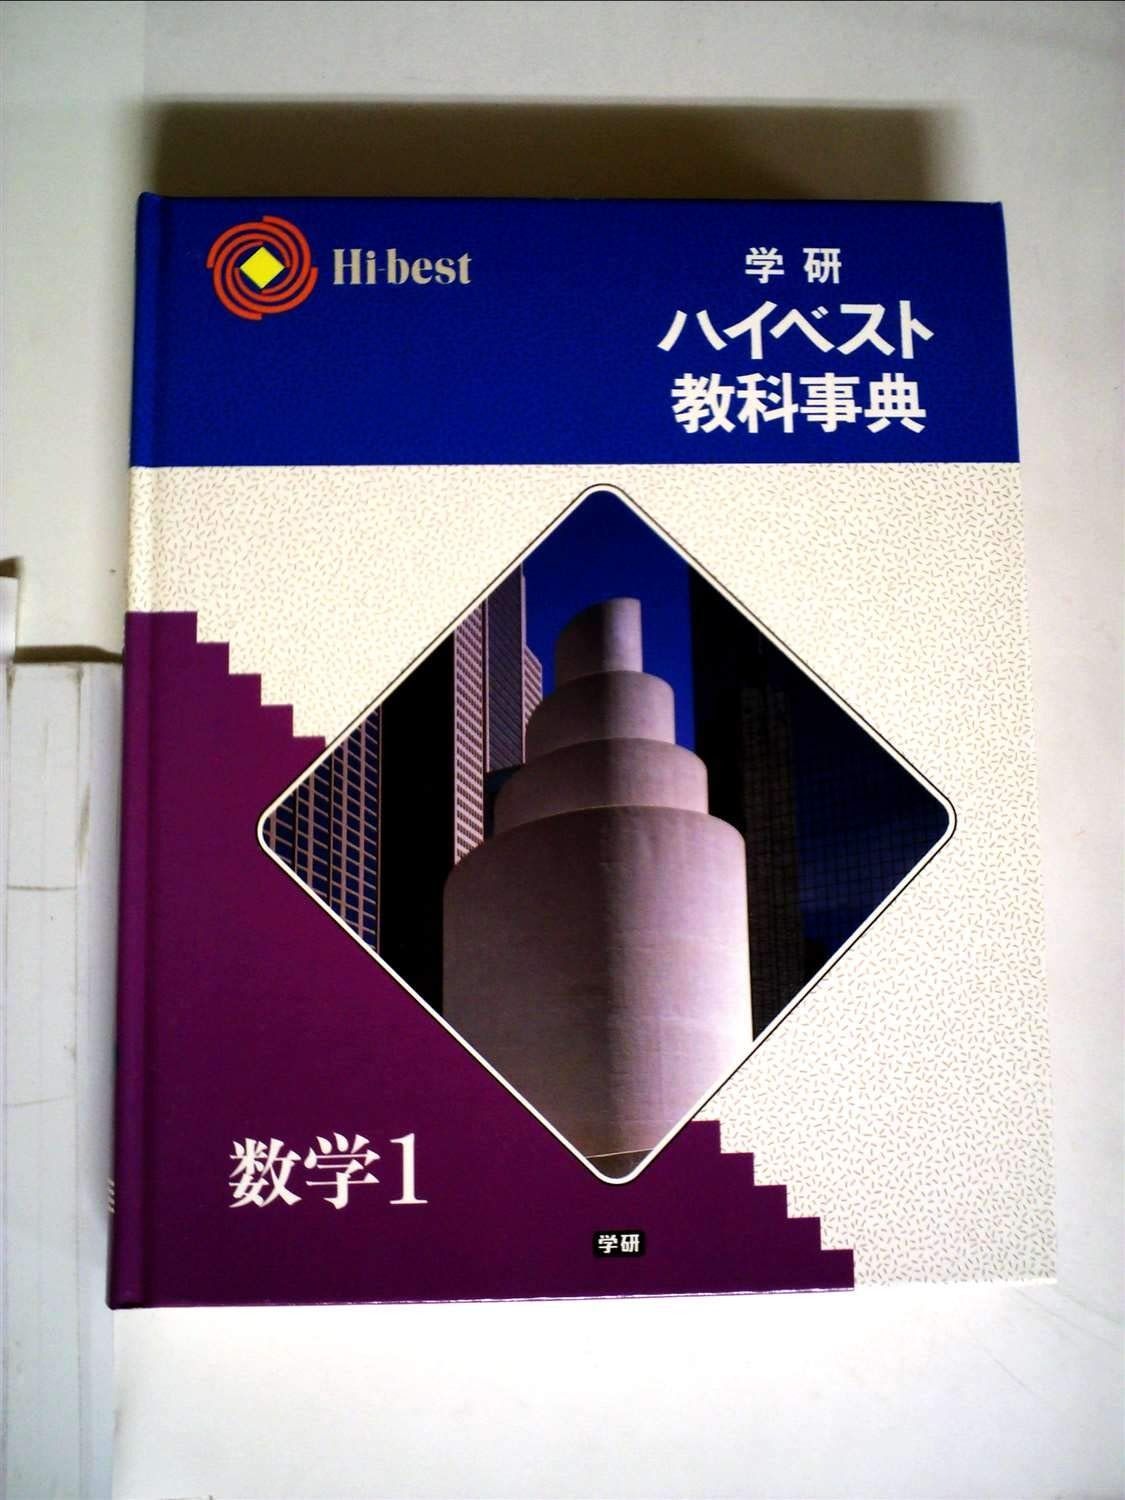 Hi-best
学研
ハイベスト
教科事典
数学1
学研